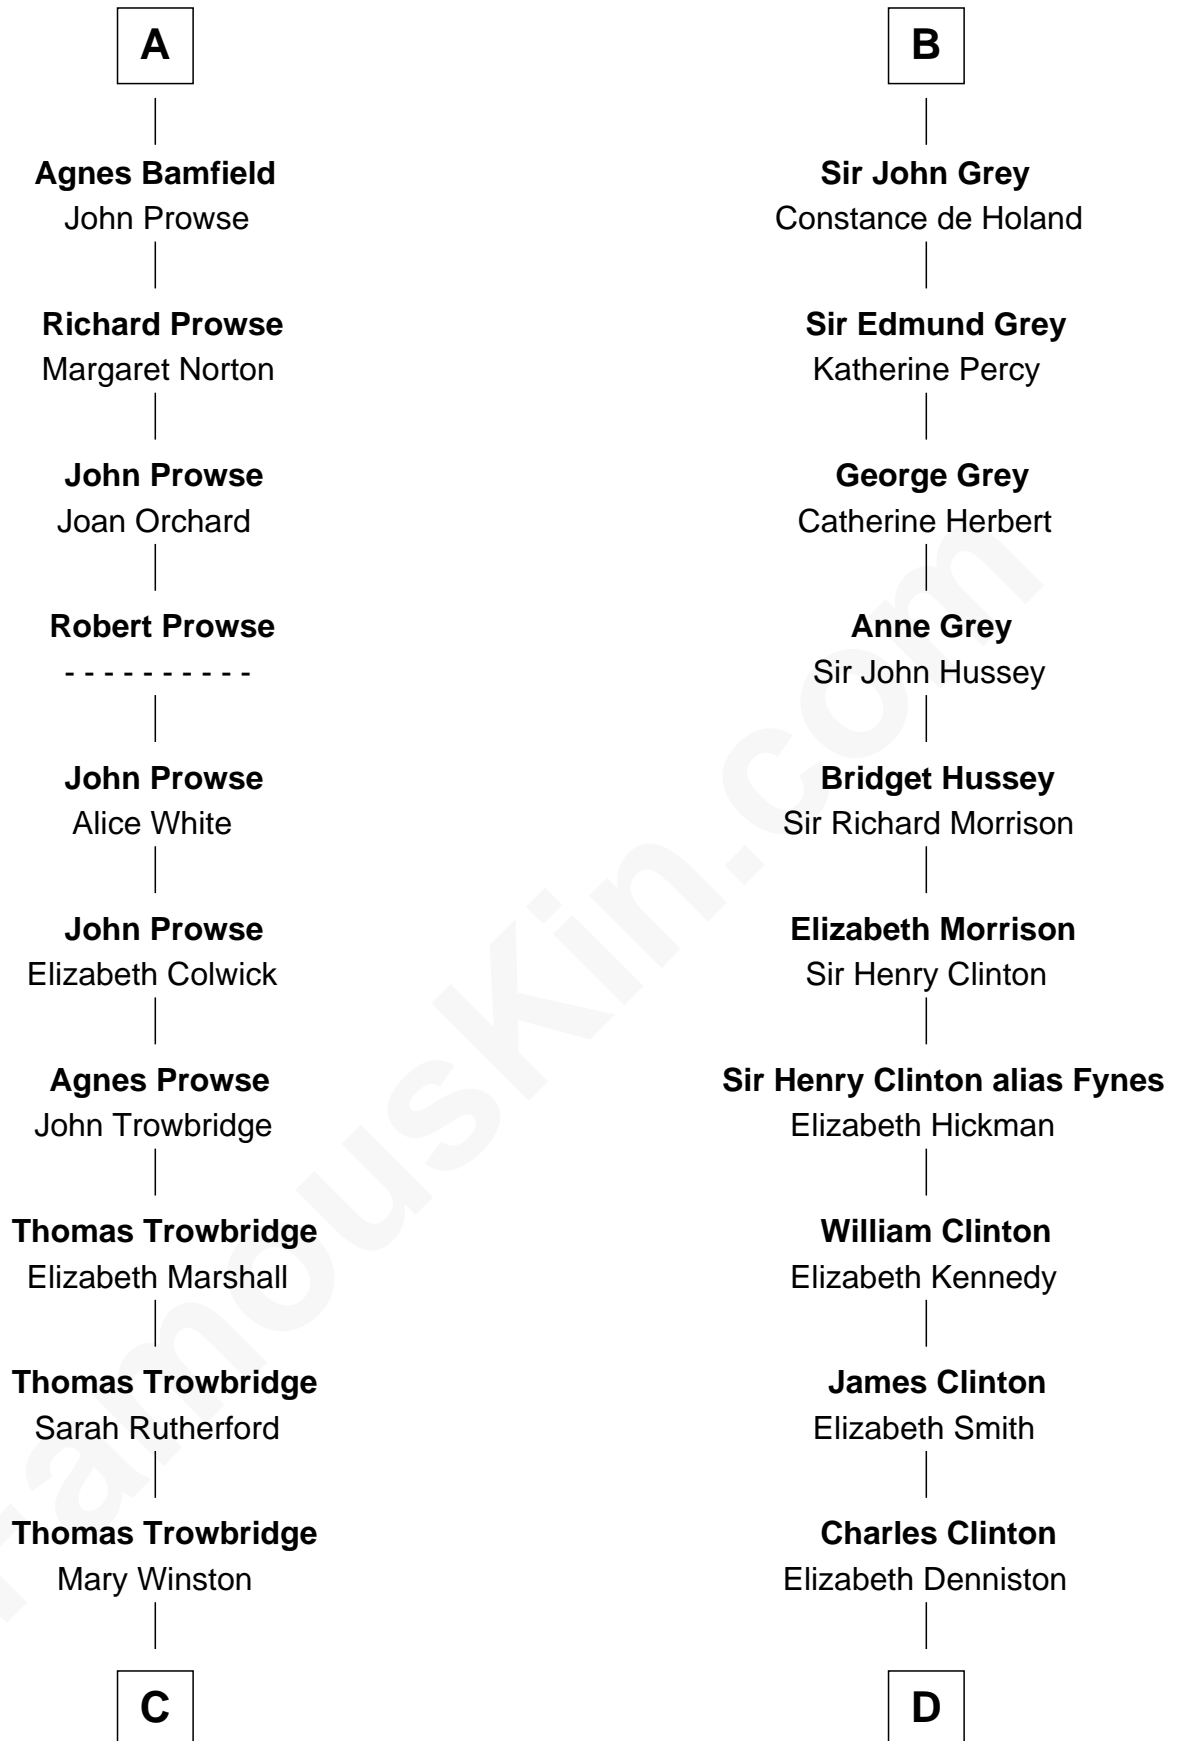 A
Agnes Bamfield
John Prowse
Richard Prowse
Margaret Norton
John Prowse
Joan Orchard
Robert Prowse
- - - - - - - - - -
John Prowse
Alice White
John Prowse
Elizabeth Colwick
Agnes Prowse
John Trowbridge
Thomas Trowbridge
Elizabeth Marshall
Thomas Trowbridge
Sarah Rutherford
Thomas Trowbridge
Mary Winston
C
B
Sir John Grey
Constance de Holand
Sir Edmund Grey
Katherine Percy
George Grey
Catherine Herbert
Anne Grey
Sir John Hussey
Bridget Hussey
Sir Richard Morrison
Elizabeth Morrison
Sir Henry Clinton
Sir Henry Clinton alias Fynes
Elizabeth Hickman
William Clinton
Elizabeth Kennedy
James Clinton
Elizabeth Smith
Charles Clinton
Elizabeth Denniston
D
FamousKin.com